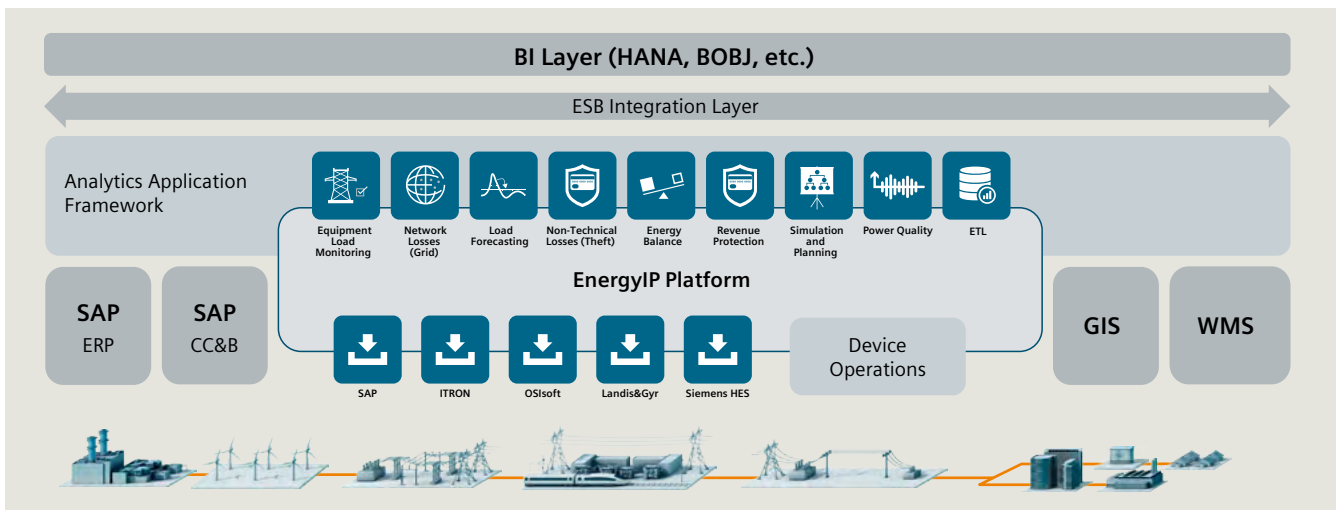 BI Layer (HANA, BOBJ, etc.)
ESB Integration Layer
Analytics Application
Framework
Equipment
Load
Monitoring
Network
Losses
(Grid)
Load
Forecasting
Non-Technical
Losses (Theft)
Energy
Balance
Revenue
Protection
Simulation
and
Planning
Power Quality
ETL
EnergyIP Platform
SAP
ERP
SAP
CC&B
SAP
ITRON
OSIsoft
Landis&Gyr
Siemens HES
Device
Operations
GIS
WMS